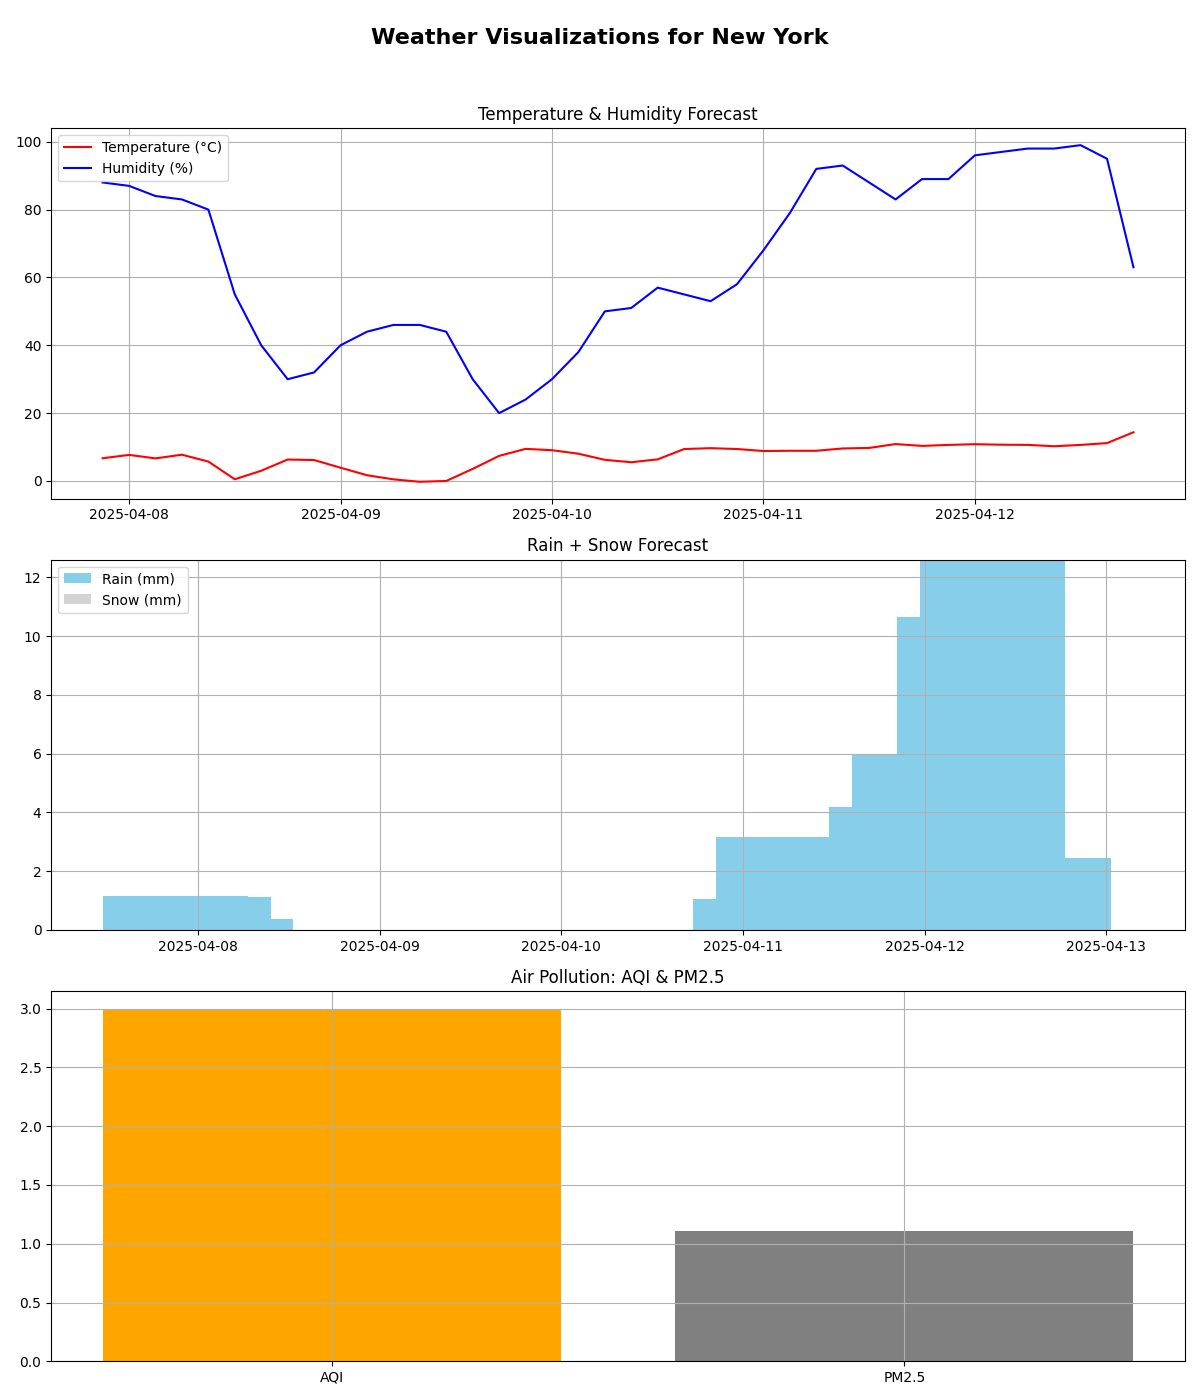 Weather Visualizations for New York
Temperature & Humidity Forecast
Temperature (°C)
Humidity (%)
100
80
60
40
20
0
2025-04-08 2025-04-09 2025-04-10 2025-04-11 2025-04-12
Rain + Snow Forecast
Rain (mm)
Snow (mm)
12
10
8
6
4
2
0
2025-04-08 2025-04-09 2025-04-10 2025-04-11 2025-04-12 2025-04-13
Air Pollution: AQI & PM2.5
3.0
2.5
2.0
1.5
1.0
0.5
0.0
AQI PM2.5